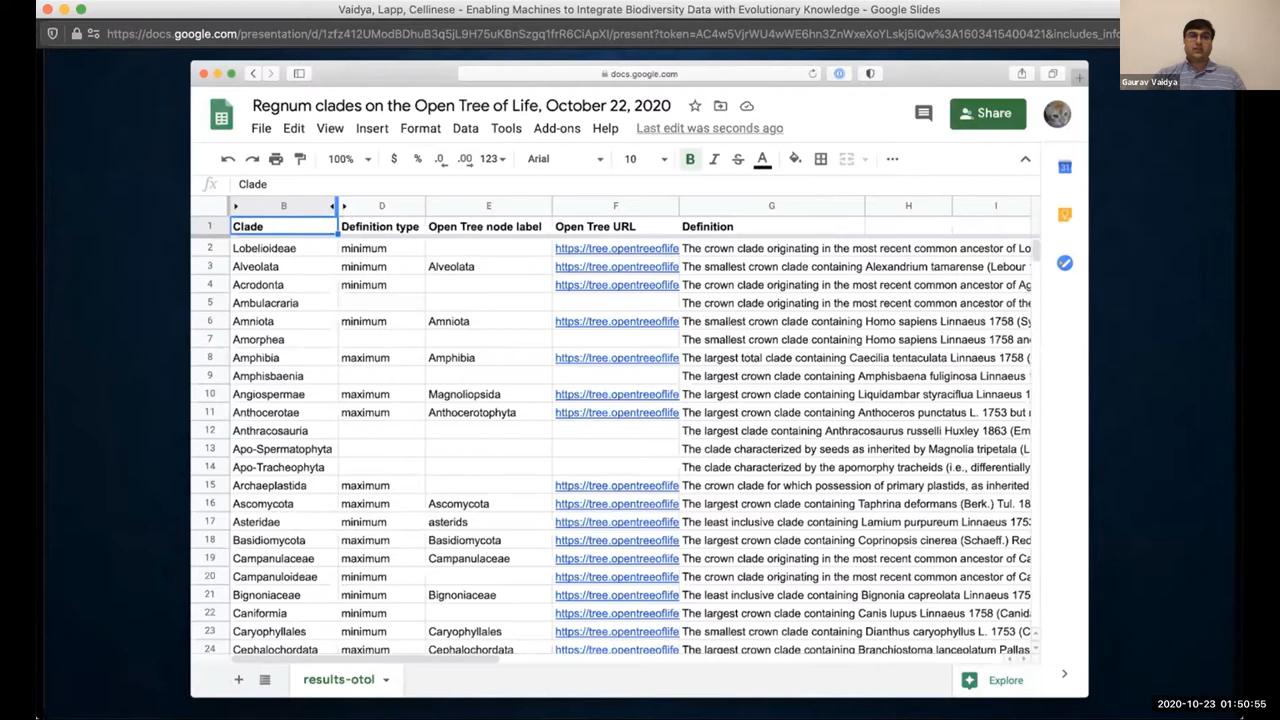 Vaidya, Lapp, Cellinese - Enabling Machines to Integrate Biodiversity Data with Evolutionary Knowledge - Google Slides
https://docs.google.com/presentation/d/1zfz412UModBDhuB3q5jL9H75uKBnSzgq1frR6CiApXI/present?token=AC4w5VjrWU4wWE6hn3ZnWxeXoYLskj5IQw%3A1603415400421&includes_info
Gaurav Vaidya
docs.google.com
Regnum clades on the Open Tree of Life, October 22, 2020
Share
File Edit View Insert Format Data Tools Add-ons Help Last edit was seconds ago
100% $ % .0 .00 123 Arial 10 B I S A
fx Clade
B D E F G H I
1 Clade Definition type Open Tree node label Open Tree URL Definition
2 Lobelioideae minimum https://tree.opentreeoflife The crown clade originating in the most recent common ancestor of Lo
3 Alveolata minimum Alveolata https://tree.opentreeoflife The smallest crown clade containing Alexandrium tamarense (Lebour
4 Acrodonta minimum https://tree.opentreeoflife The crown clade originating in the most recent common ancestor of Ag
5 Ambulacraria The crown clade originating in the most recent common ancestor of the
6 Amniota minimum Amniota https://tree.opentreeoflife The smallest crown clade containing Homo sapiens Linnaeus 1758 (Sy
7 Amorphea The smallest crown clade containing Homo sapiens Linnaeus 1758 an
8 Amphibia maximum Amphibia https://tree.opentreeoflife The largest total clade containing Caecilia tentaculata Linnaeus 1758 (
9 Amphisbaenia The largest crown clade containing Amphisbaena fuliginosa Linnaeus
10 Angiospermae maximum Magnoliopsida https://tree.opentreeoflife The largest crown clade containing Liquidambar styraciflua Linnaeus 1
11 Anthocerotae maximum Anthocerotophyta https://tree.opentreeoflife The largest crown clade containing Anthoceros punctatus L. 1753 but r
12 Anthracosauria The largest clade containing Anthracosaurus russelli Huxley 1863 (Em
13 Apo-Spermatophyta The clade characterized by seeds as inherited by Magnolia tripetala (L
14 Apo-Tracheophyta The clade characterized by the apomorphy tracheids (i.e., differentially
15 Archaeplastida maximum https://tree.opentreeoflife The crown clade for which possession of primary plastids, as inherited
16 Ascomycota maximum Ascomycota https://tree.opentreeoflife The largest crown clade containing Taphrina deformans (Berk.) Tul. 18
17 Asteridae minimum asterids https://tree.opentreeoflife The least inclusive clade containing Lamium purpureum Linnaeus 1753
18 Basidiomycota maximum Basidiomycota https://tree.opentreeoflife The largest crown clade containing Coprinopsis cinerea (Schaeff.) Red
19 Campanulaceae maximum Campanulaceae https://tree.opentreeoflife The crown clade originating in the most recent common ancestor of Ca
20 Campanuloideae minimum https://tree.opentreeoflife The crown clade originating in the most recent common ancestor of Ca
21 Bignoniaceae minimum Bignoniaceae https://tree.opentreeoflife The least inclusive clade containing Bignonia capreolata Linnaeus 175
22 Caniformia minimum https://tree.opentreeoflife The largest crown clade containing Canis lupus Linnaeus 1758 (Canida
23 Caryophyllales minimum Caryophyllales https://tree.opentreeoflife The smallest crown clade containing Dianthus caryophyllus L. 1753 (C
24 Cephalochordata maximum Cephalochordata https://tree.opentreeoflife The largest crown clade containing Branchiostoma lanceolatum Pallas
results-otol
Explore
2020-10-23 01:50:55